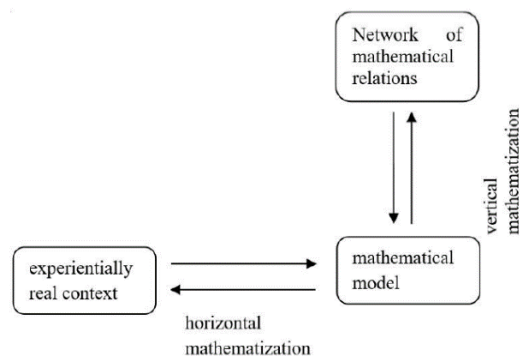 Network of
mathematical
relations
vertical
mathematization
experientially
real context
mathematical
model
horizontal
mathematization